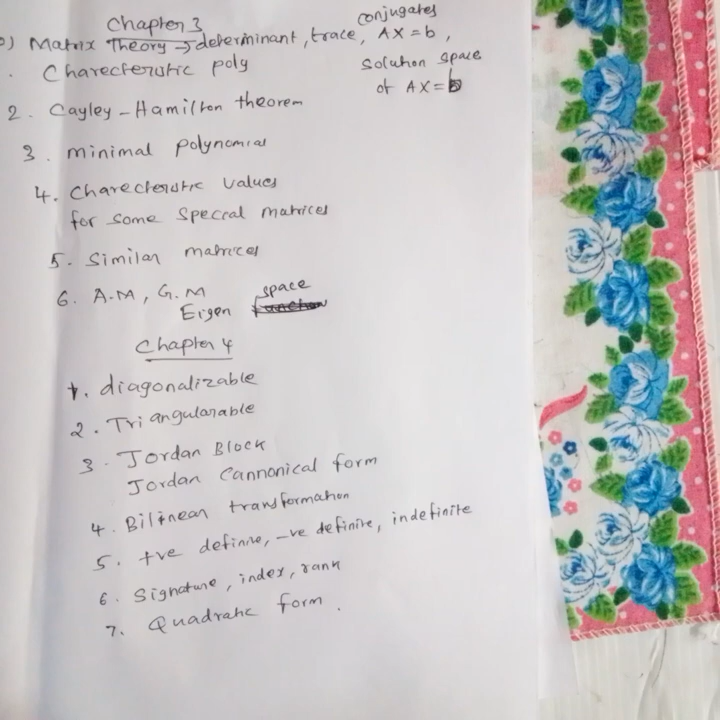 Chapter 3
conjugates
0) Matrix Theory → determinant, trace, AX = b,
Charecteristic poly
solution space
of AX = b
2. Cayley - Hamilton theorem
3. minimal polynomial
4. charecteristic values
for some special matrices
5. similar matrices
6. A.M, G.M
Eigen space
Chapter 4
1. diagonalizable
2. Triangularable
3. Jordan Block
Jordan Cannonical form
4. Bilinear transformation
5. +ve definite, -ve definite, indefinite
6. Signature, index, rank
7. Quadratic form.